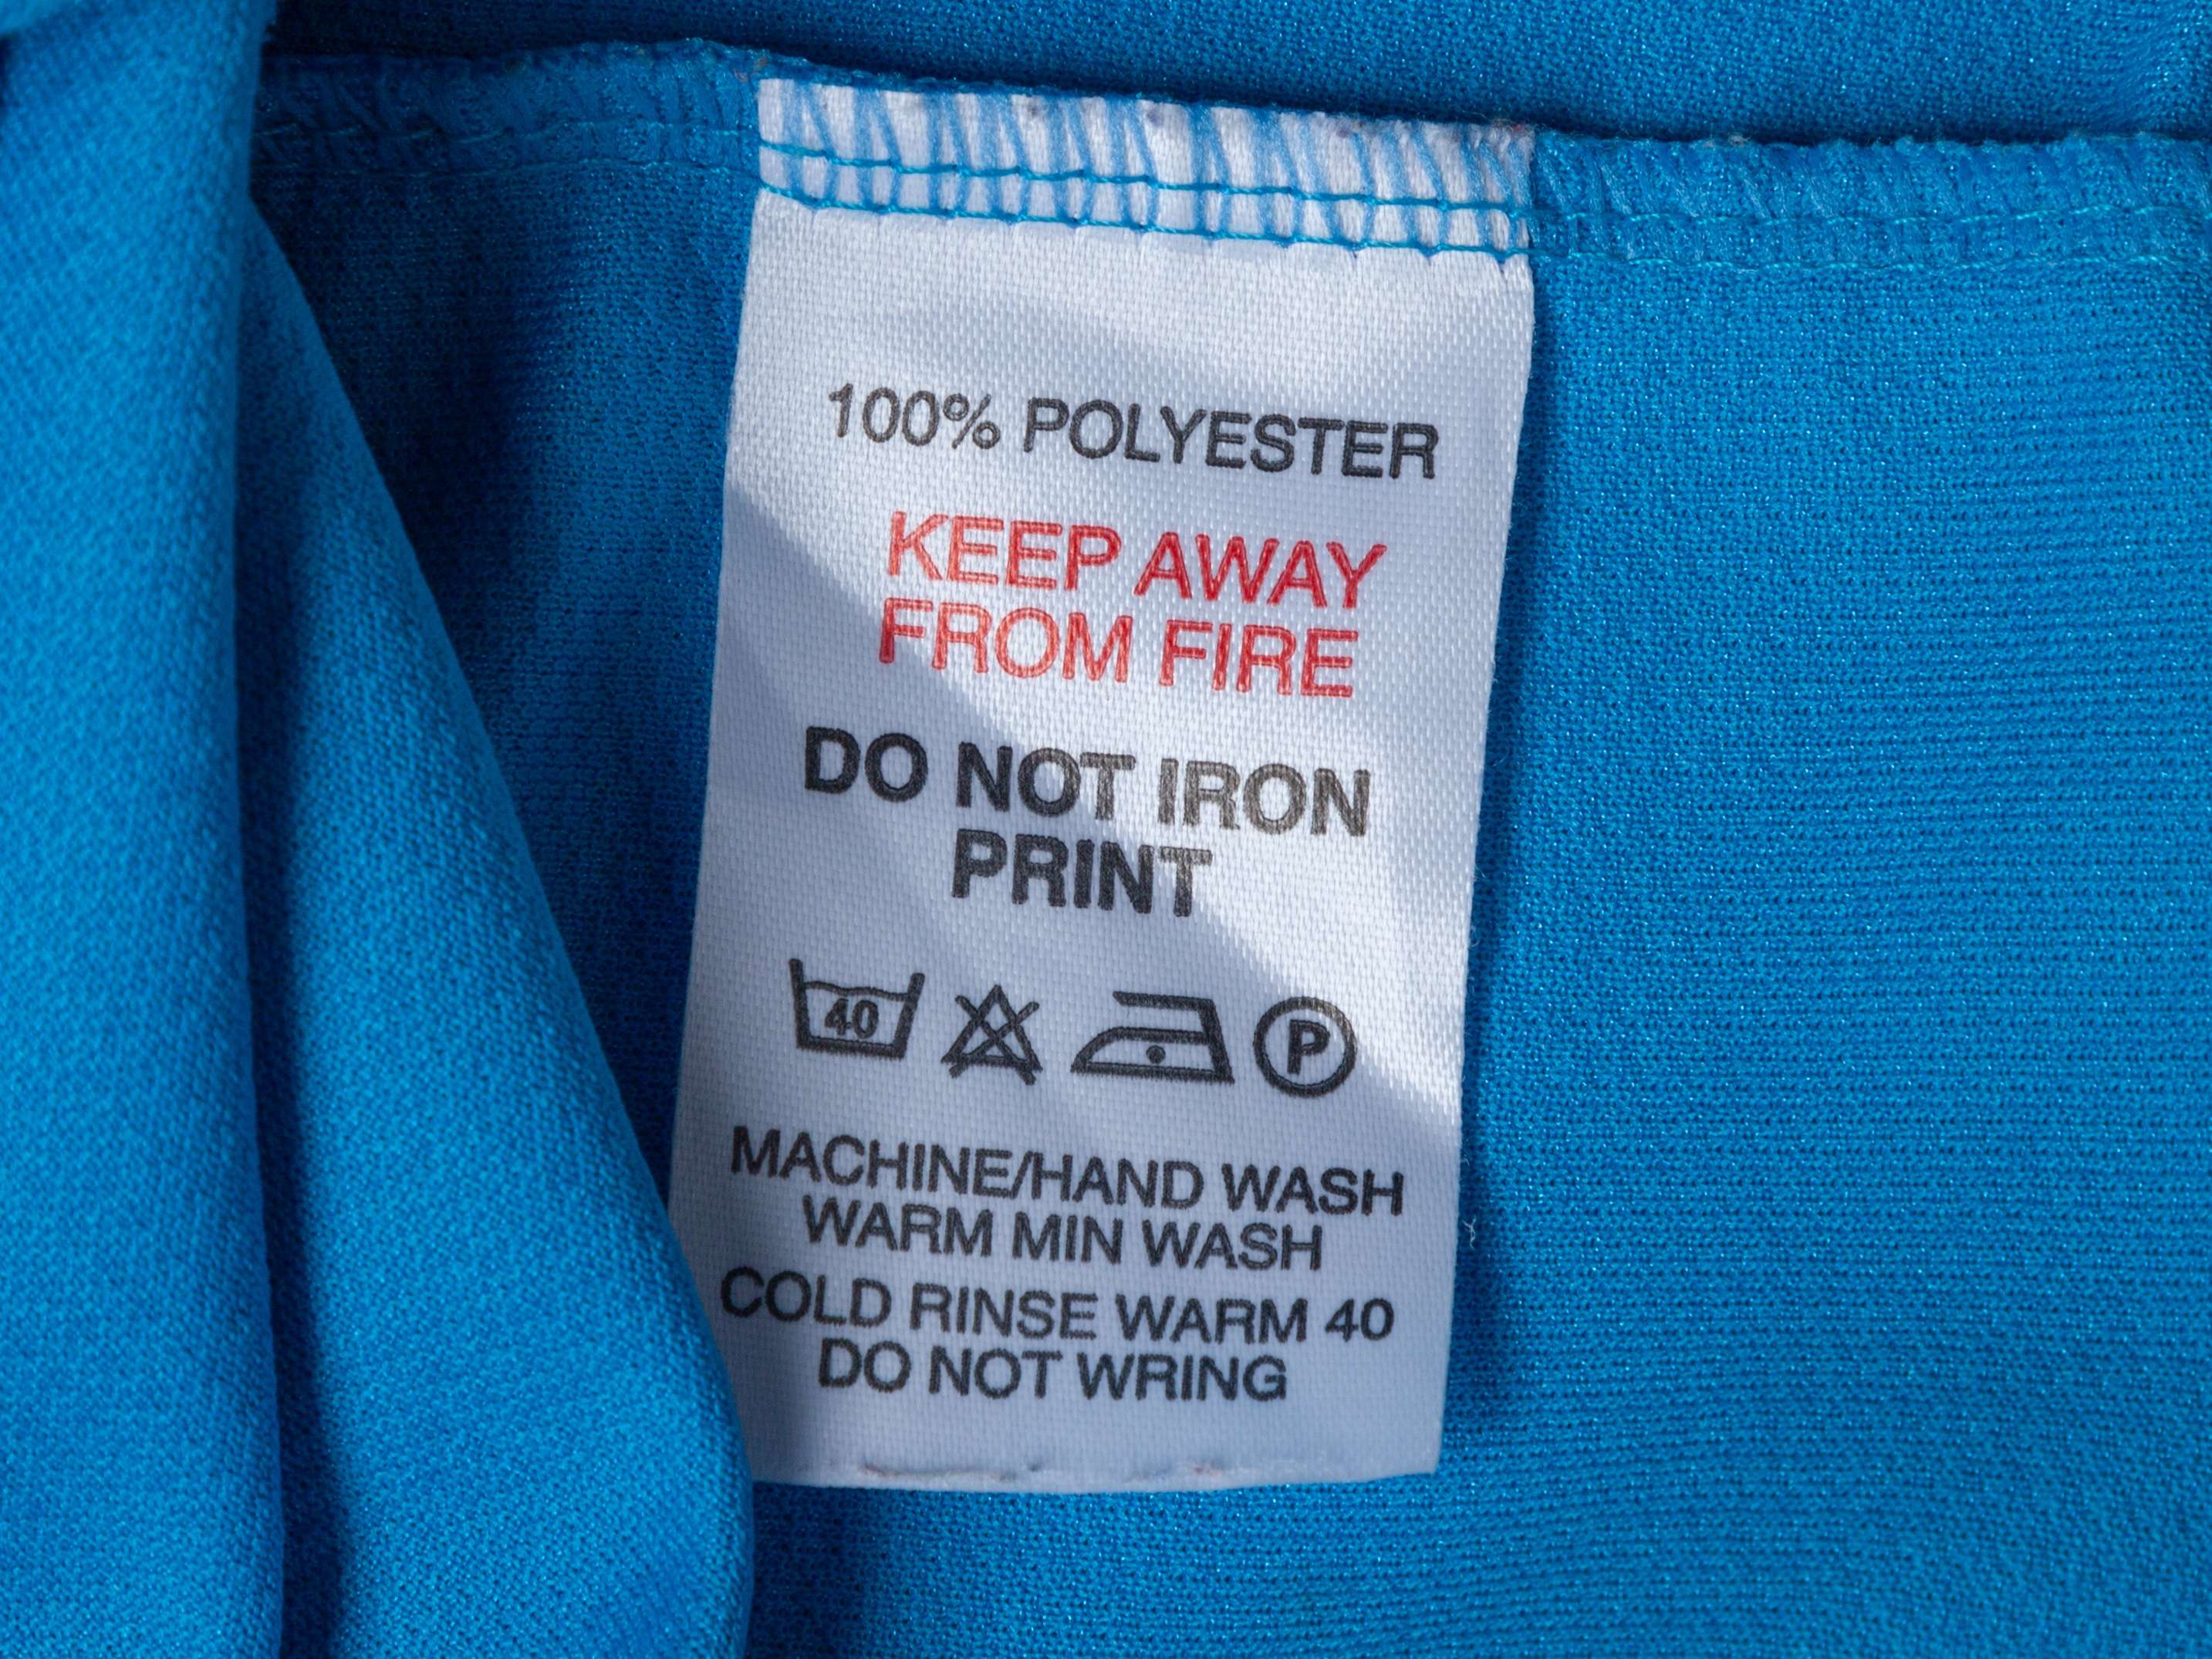 100% POLYESTER
KEEP AWAY
FROM FIRE
DO NOT IRON
PRINT
40 P
MACHINE/HAND WASH
WARM MIN WASH
COLD RINSE WARM 40
DO NOT WRING